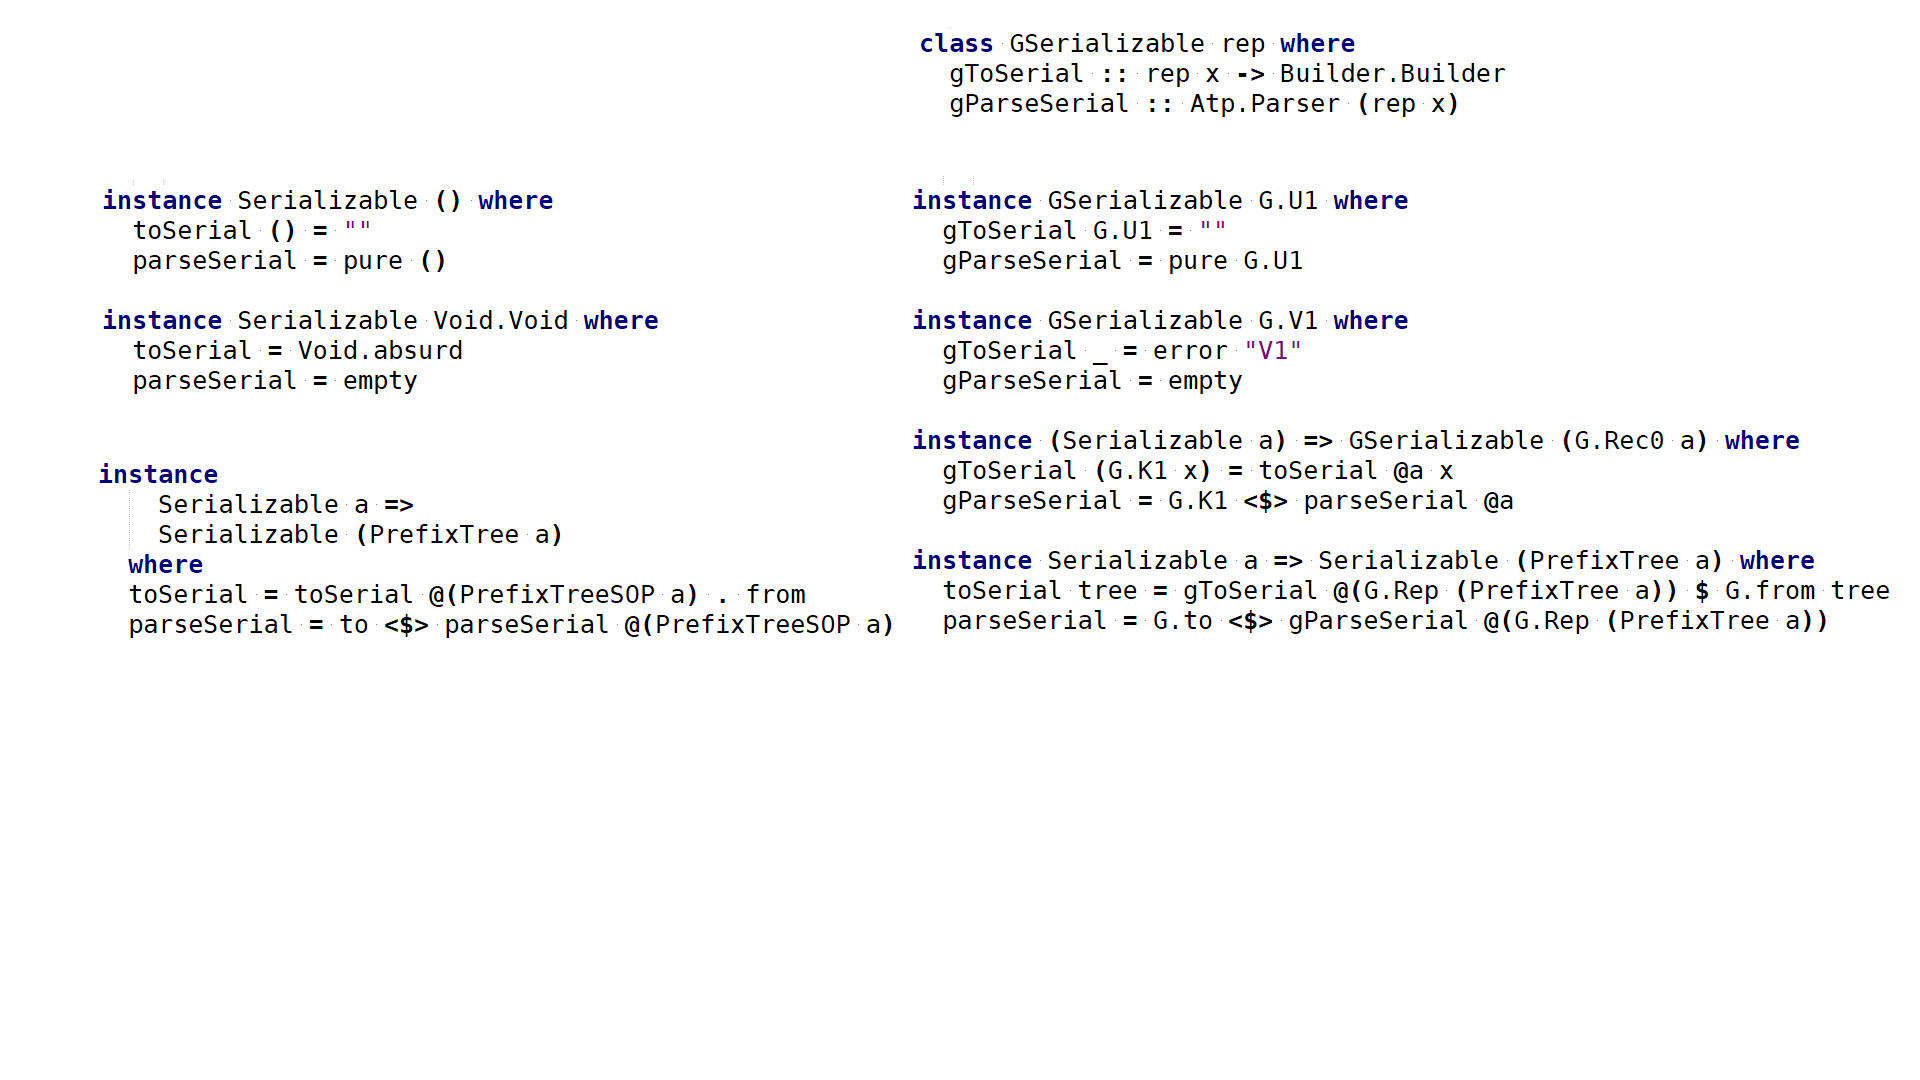 class GSerializable rep where
  gToSerial :: rep x -> Builder.Builder
  gParseSerial :: Atp.Parser (rep x)
instance Serializable () where
  toSerial () = ""
  parseSerial = pure ()
instance Serializable Void.Void where
  toSerial = Void.absurd
  parseSerial = empty
instance
    Serializable a =>
    Serializable (PrefixTree a)
  where
  toSerial = toSerial @(PrefixTreeSOP a) . from
  parseSerial = to <$> parseSerial @(PrefixTreeSOP a)
instance GSerializable G.U1 where
  gToSerial G.U1 = ""
  gParseSerial = pure G.U1
instance GSerializable G.V1 where
  gToSerial _ = error "V1"
  gParseSerial = empty
instance (Serializable a) => GSerializable (G.Rec0 a) where
  gToSerial (G.K1 x) = toSerial @a x
  gParseSerial = G.K1 <$> parseSerial @a
instance Serializable a => Serializable (PrefixTree a) where
  toSerial tree = gToSerial @(G.Rep (PrefixTree a)) $ G.from tree
  parseSerial = G.to <$> gParseSerial @(G.Rep (PrefixTree a))